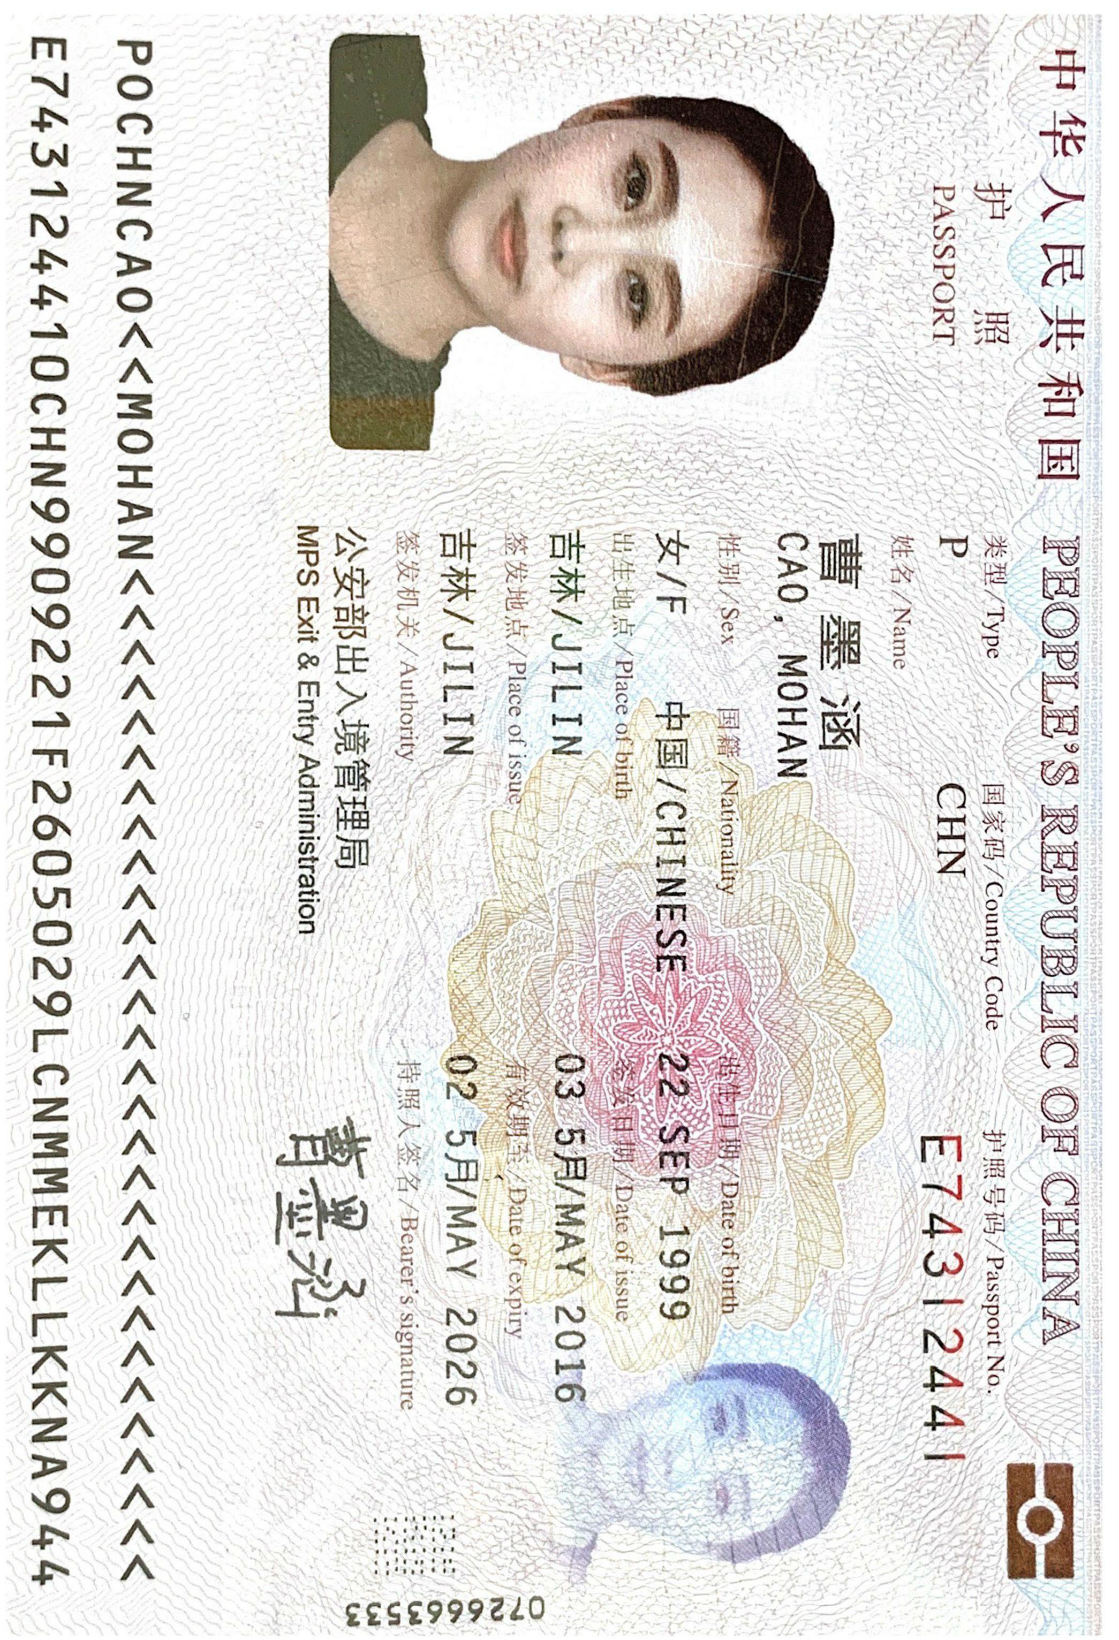 中华人民共和国 PEOPLE'S REPUBLIC OF CHINA
护 照
PASSPORT
类型/Type 国家码/Country Code 护照号码/Passport No.
P CHN E74312441
姓名/Name
曹墨涵
CAO, MOHAN
性别/Sex 国籍/Nationality 出生日期/Date of birth
女/F 中国/CHINESE 22 SEP 1999
出生地点/Place of birth 签发日期/Date of issue
吉林/JILIN 03 5月/MAY 2016
签发地点/Place of issue 有效期至/Date of expiry
吉林/JILIN 02 5月/MAY 2026
签发机关/Authority 持照人签名/Bearer's signature
公安部出入境管理局
MPS Exit & Entry Administration
曹墨涵
0726663533
POCHNCAO<<MOHAN<<<<<<<<<<<<<<<<<<<<<<<<<<<<<
E743124410CHN9909221F2605029LCNMMEKLLKKNA944